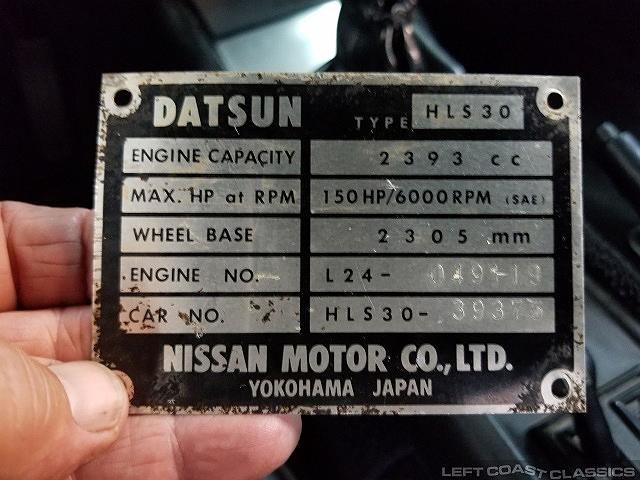 DATSUN TYPE HLS30
ENGINE CAPACITY 2393 cc
MAX. HP at RPM 150HP/6000RPM (SAE)
WHEEL BASE 2305 mm
ENGINE NO. L24-
CAR NO. HLS30- 39373
NISSAN MOTOR CO., LTD.
YOKOHAMA JAPAN
LEFT COAST CLASSICS